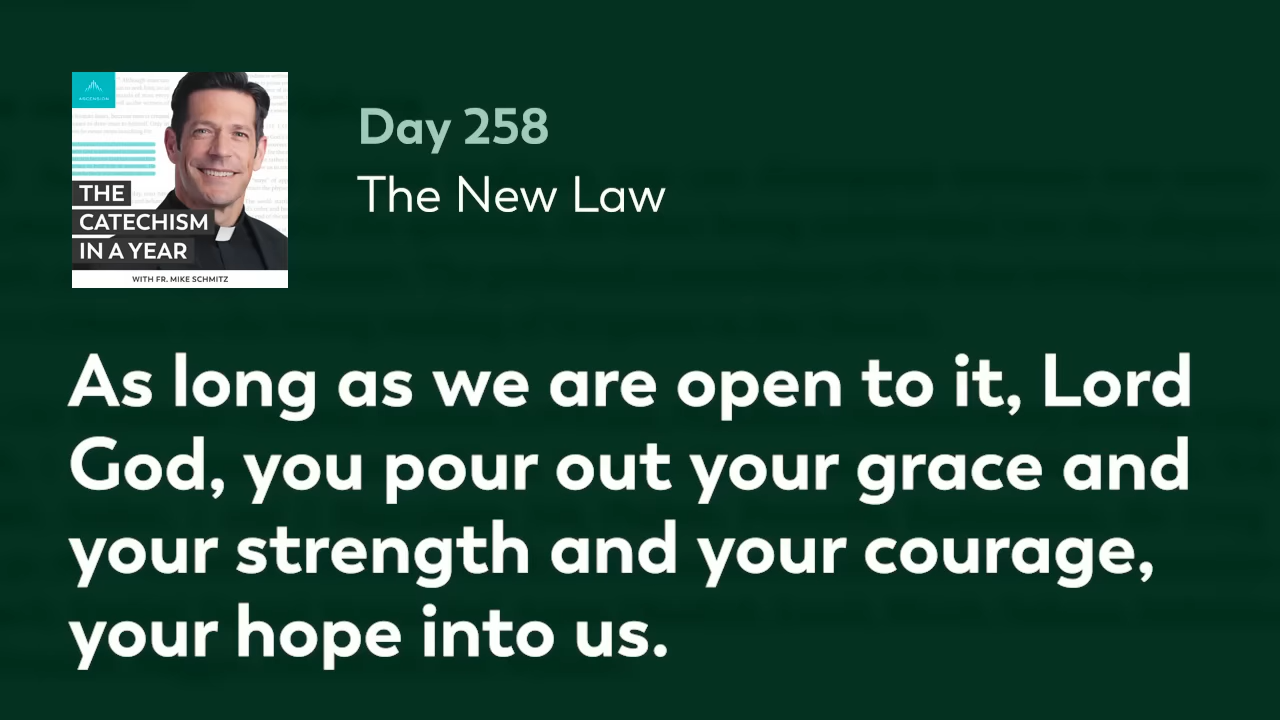 ASCENSION
THE
CATECHISM
IN A YEAR
WITH FR. MIKE SCHMITZ
Day 258
The New Law
As long as we are open to it, Lord
God, you pour out your grace and
your strength and your courage,
your hope into us.